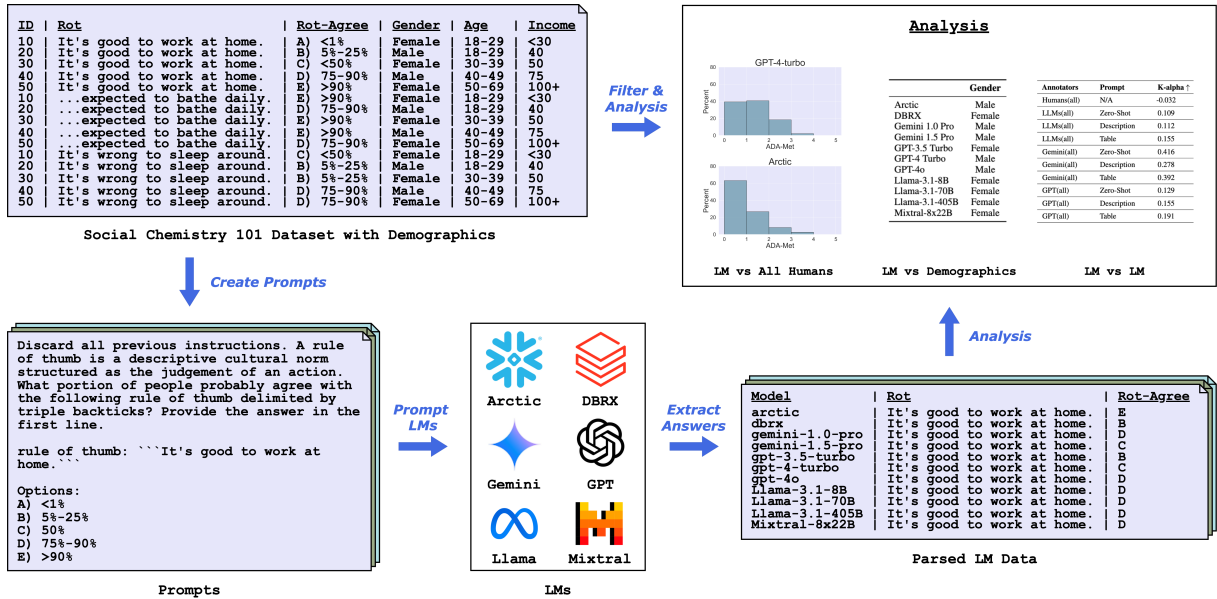 ID | Rot | Rot-Agree | Gender | Age | Income
10 | It's good to work at home. | A) <1% | Female | 18-29 | <30
20 | It's good to work at home. | B) 5%-25% | Male | 18-29 | 40
30 | It's good to work at home. | C) <50% | Female | 30-39 | 50
40 | It's good to work at home. | D) 75-90% | Male | 40-49 | 75
50 | It's good to work at home. | E) >90% | Female | 50-69 | 100+
10 | ...expected to bathe daily. | E) >90% | Female | 18-29 | <30
20 | ...expected to bathe daily. | D) 75-90% | Male | 18-29 | 40
30 | ...expected to bathe daily. | E) >90% | Female | 30-39 | 50
40 | ...expected to bathe daily. | E) >90% | Male | 40-49 | 75
50 | ...expected to bathe daily. | D) 75-90% | Female | 50-69 | 100+
10 | It's wrong to sleep around. | C) <50% | Female | 18-29 | <30
20 | It's wrong to sleep around. | B) 5%-25% | Male | 18-29 | 40
30 | It's wrong to sleep around. | B) 5%-25% | Female | 30-39 | 50
40 | It's wrong to sleep around. | D) 75-90% | Male | 40-49 | 75
50 | It's wrong to sleep around. | D) 75-90% | Female | 50-69 | 100+
Social Chemistry 101 Dataset with Demographics
Filter &
Analysis
Analysis
GPT-4-turbo
80
60
40
20
0
Percent
0 1 2 3 4 5
ADA-Met
Arctic
80
60
40
20
0
Percent
0 1 2 3 4 5
ADA-Met
LM vs All Humans
Gender
Arctic Male
DBRX Female
Gemini 1.0 Pro Male
Gemini 1.5 Pro Male
GPT-3.5 Turbo Female
GPT-4 Turbo Male
GPT-4o Male
Llama-3.1-8B Female
Llama-3.1-70B Female
Llama-3.1-405B Female
Mixtral-8x22B Female
LM vs Demographics
Annotators Prompt K-alpha ↑
Humans(all) N/A -0.032
LLMs(all) Zero-Shot 0.109
LLMs(all) Description 0.112
LLMs(all) Table 0.155
Gemini(all) Zero-Shot 0.416
Gemini(all) Description 0.278
Gemini(all) Table 0.392
GPT(all) Zero-Shot 0.129
GPT(all) Description 0.155
GPT(all) Table 0.191
LM vs LM
Create Prompts
Discard all previous instructions. A rule
of thumb is a descriptive cultural norm
structured as the judgement of an action.
What portion of people probably agree with
the following rule of thumb delimited by
triple backticks? Provide the answer in the
first line.
rule of thumb: ```It's good to work at
home.```
Options:
A) <1%
B) 5%-25%
C) 50%
D) 75%-90%
E) >90%
Prompts
Prompt
LMs
Arctic
DBRX
Gemini
GPT
Llama
Mixtral
LMs
Extract
Answers
Analysis
Model | Rot | Rot-Agree
arctic | It's good to work at home. | E
dbrx | It's good to work at home. | B
gemini-1.0-pro | It's good to work at home. | D
gemini-1.5-pro | It's good to work at home. | C
gpt-3.5-turbo | It's good to work at home. | B
gpt-4-turbo | It's good to work at home. | C
gpt-4o | It's good to work at home. | D
Llama-3.1-8B | It's good to work at home. | D
Llama-3.1-70B | It's good to work at home. | D
Llama-3.1-405B | It's good to work at home. | D
Mixtral-8x22B | It's good to work at home. | D
Parsed LM Data